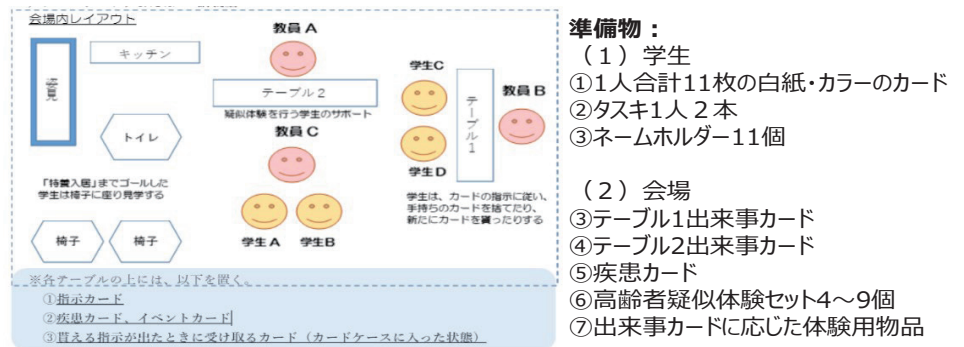 会場内レイアウト
教員 A
キッチン
姿見
テーブル2
疑似体験を行う学生のサポート
学生C
教員 B
テーブル1
トイレ
教員 C
学生D
「特養入居」までゴールした
学生は椅子に座り見学する
学生は、カードの指示に従い、
手持ちのカードを捨てたり、
新たにカードを貰ったりする
椅子
椅子
学生 A
学生B
※各テーブルの上には、以下を置く。
①指示カード
②疾患カード、イベントカード
③貰える指示が出たときに受け取るカード（カードケースに入った状態）
準備物：
（１）学生
①1人合計11枚の白紙・カラーのカード
②タスキ1人２本
③ネームホルダー11個
（２）会場
③テーブル1出来事カード
④テーブル2出来事カード
⑤疾患カード
⑥高齢者疑似体験セット4～9個
⑦出来事カードに応じた体験用物品